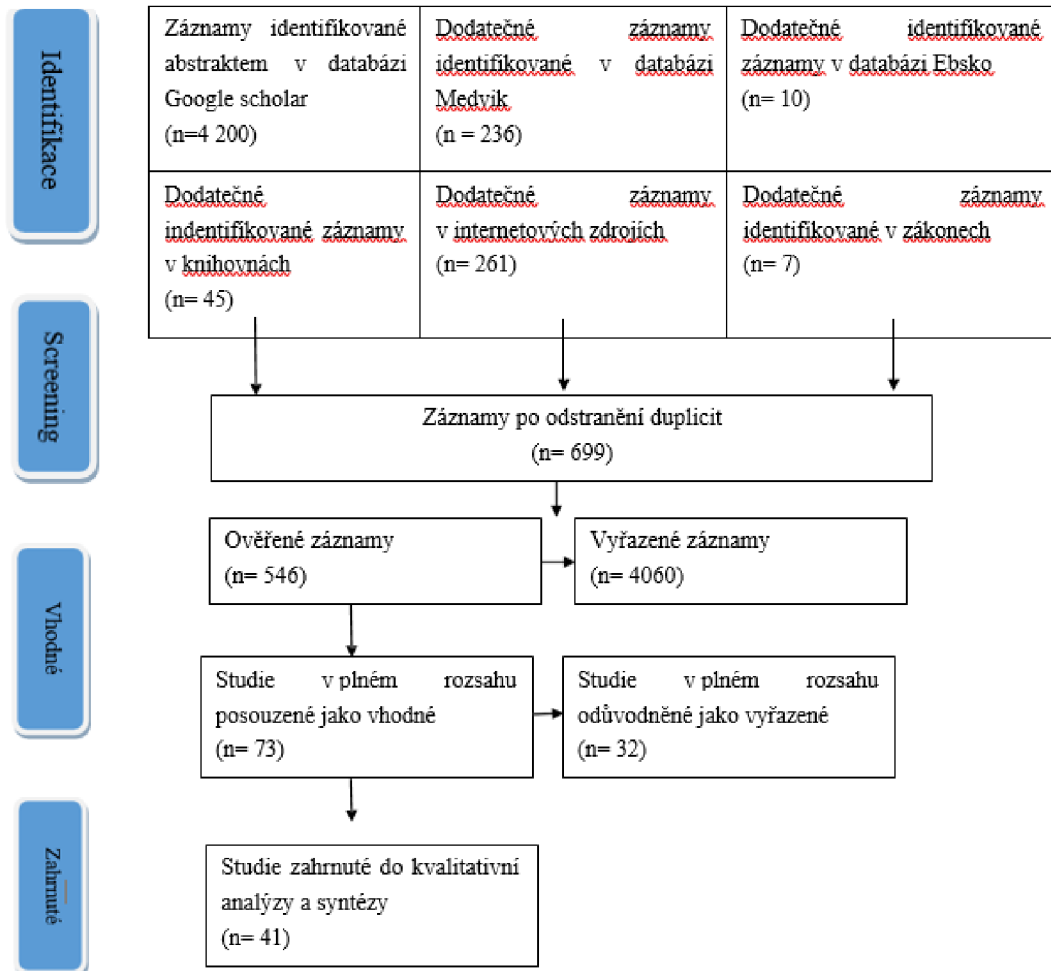 Identifikace
Záznamy identifikované
abstraktem v databázi
Google scholar
(n=4 200)
Dodatečné záznamy
identifikované v databázi
Medvik
(n = 236)
Dodatečné identifikované
záznamy v databázi Ebsko
(n= 10)
Dodatečné
indentifikované záznamy
v knihovnách
(n= 45)
Dodatečné záznamy
v internetových zdrojích
(n= 261)
Dodatečné záznamy
identifikované v zákonech
(n= 7)
Screening
Záznamy po odstranění duplicit
(n= 699)
Vhodné
Ověřené záznamy
(n= 546)
Vyřazené záznamy
(n= 4060)
Studie v plném rozsahu
posouzené jako vhodné
(n= 73)
Studie v plném rozsahu
odůvodněné jako vyřazené
(n= 32)
Zahrnuté
Studie zahrnuté do kvalitativní
analýzy a syntézy
(n= 41)